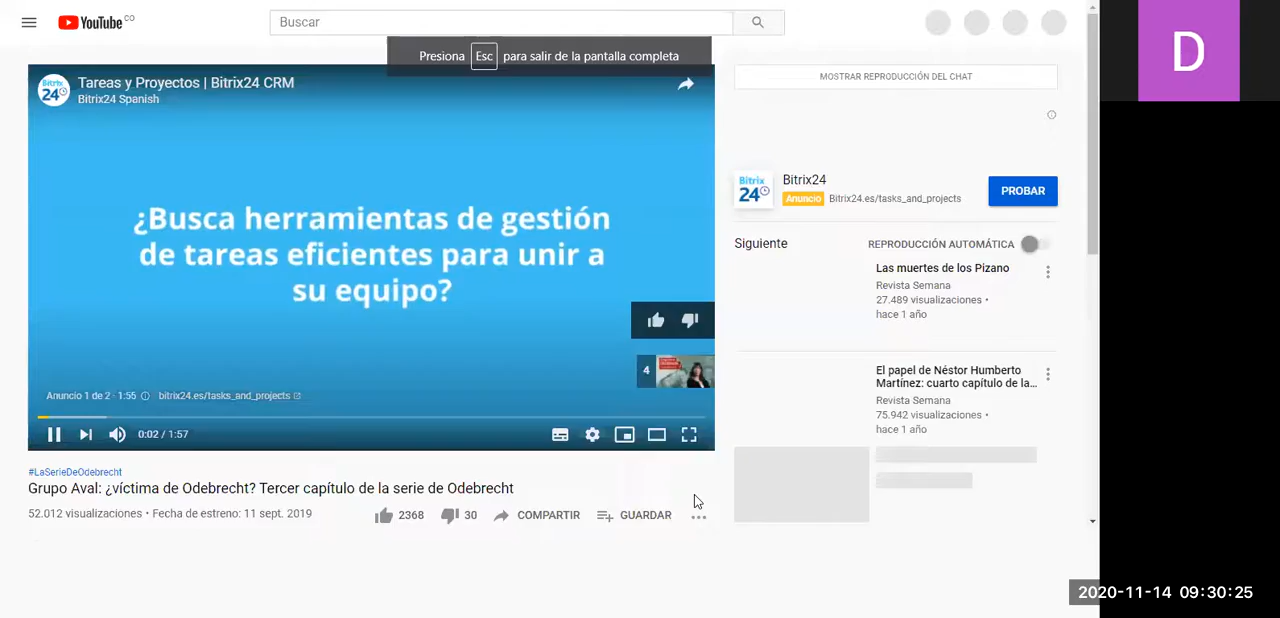 YouTube CO
Buscar
Presiona Esc para salir de la pantalla completa
D
Bitrix 24
Tareas y Proyectos | Bitrix24 CRM
Bitrix24 Spanish
¿Busca herramientas de gestión
de tareas eficientes para unir a
su equipo?
4
Anuncio 1 de 2 · 1:55 bitrix24.es/tasks_and_projects
0:02 / 1:57
#LaSerieDeOdebrecht
Grupo Aval: ¿víctima de Odebrecht? Tercer capítulo de la serie de Odebrecht
52.012 visualizaciones • Fecha de estreno: 11 sept. 2019
2368 30 COMPARTIR GUARDAR
MOSTRAR REPRODUCCIÓN DEL CHAT
Bitrix 24
Bitrix24
Anuncio Bitrix24.es/tasks_and_projects
PROBAR
Siguiente REPRODUCCIÓN AUTOMÁTICA
Las muertes de los Pizano
Revista Semana
27.489 visualizaciones •
hace 1 año
El papel de Néstor Humberto
Martínez: cuarto capítulo de la...
Revista Semana
75.942 visualizaciones •
hace 1 año
2020-11-14 09:30:25